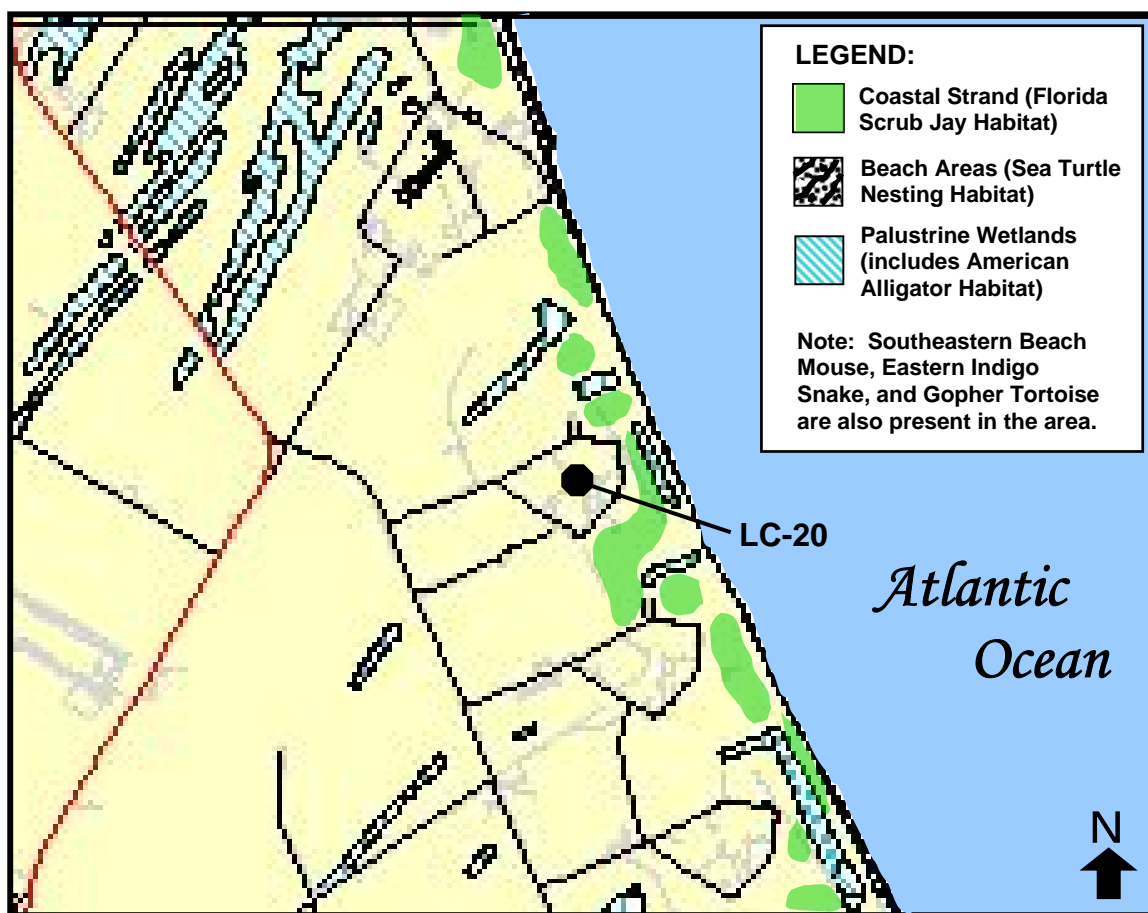 LEGEND:
Coastal Strand (Florida
Scrub Jay Habitat)
Beach Areas (Sea Turtle
Nesting Habitat)
Palustrine Wetlands
(includes American
Alligator Habitat)
Note: Southeastern Beach
Mouse, Eastern Indigo
Snake, and Gopher Tortoise
are also present in the area.
LC-20
Atlantic
Ocean
N